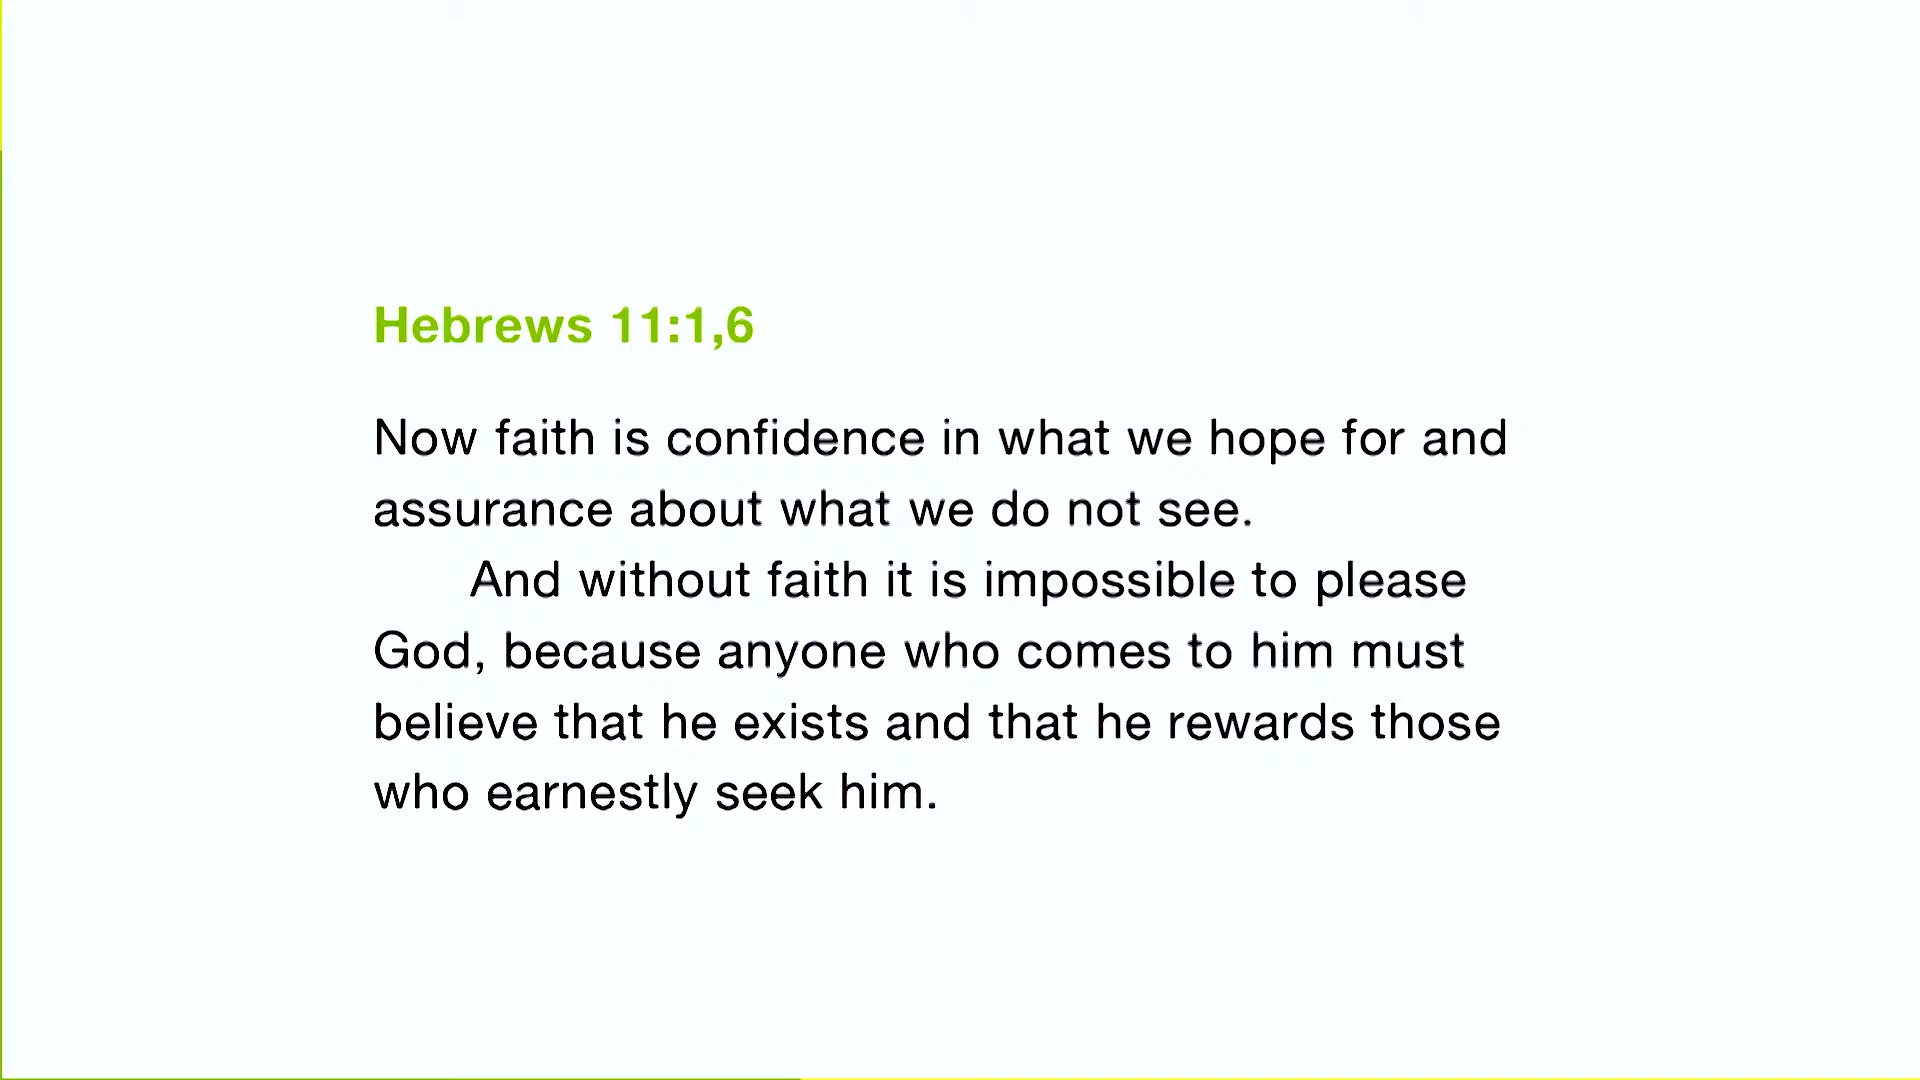 Hebrews 11:1,6
Now faith is confidence in what we hope for and
assurance about what we do not see.
And without faith it is impossible to please
God, because anyone who comes to him must
believe that he exists and that he rewards those
who earnestly seek him.